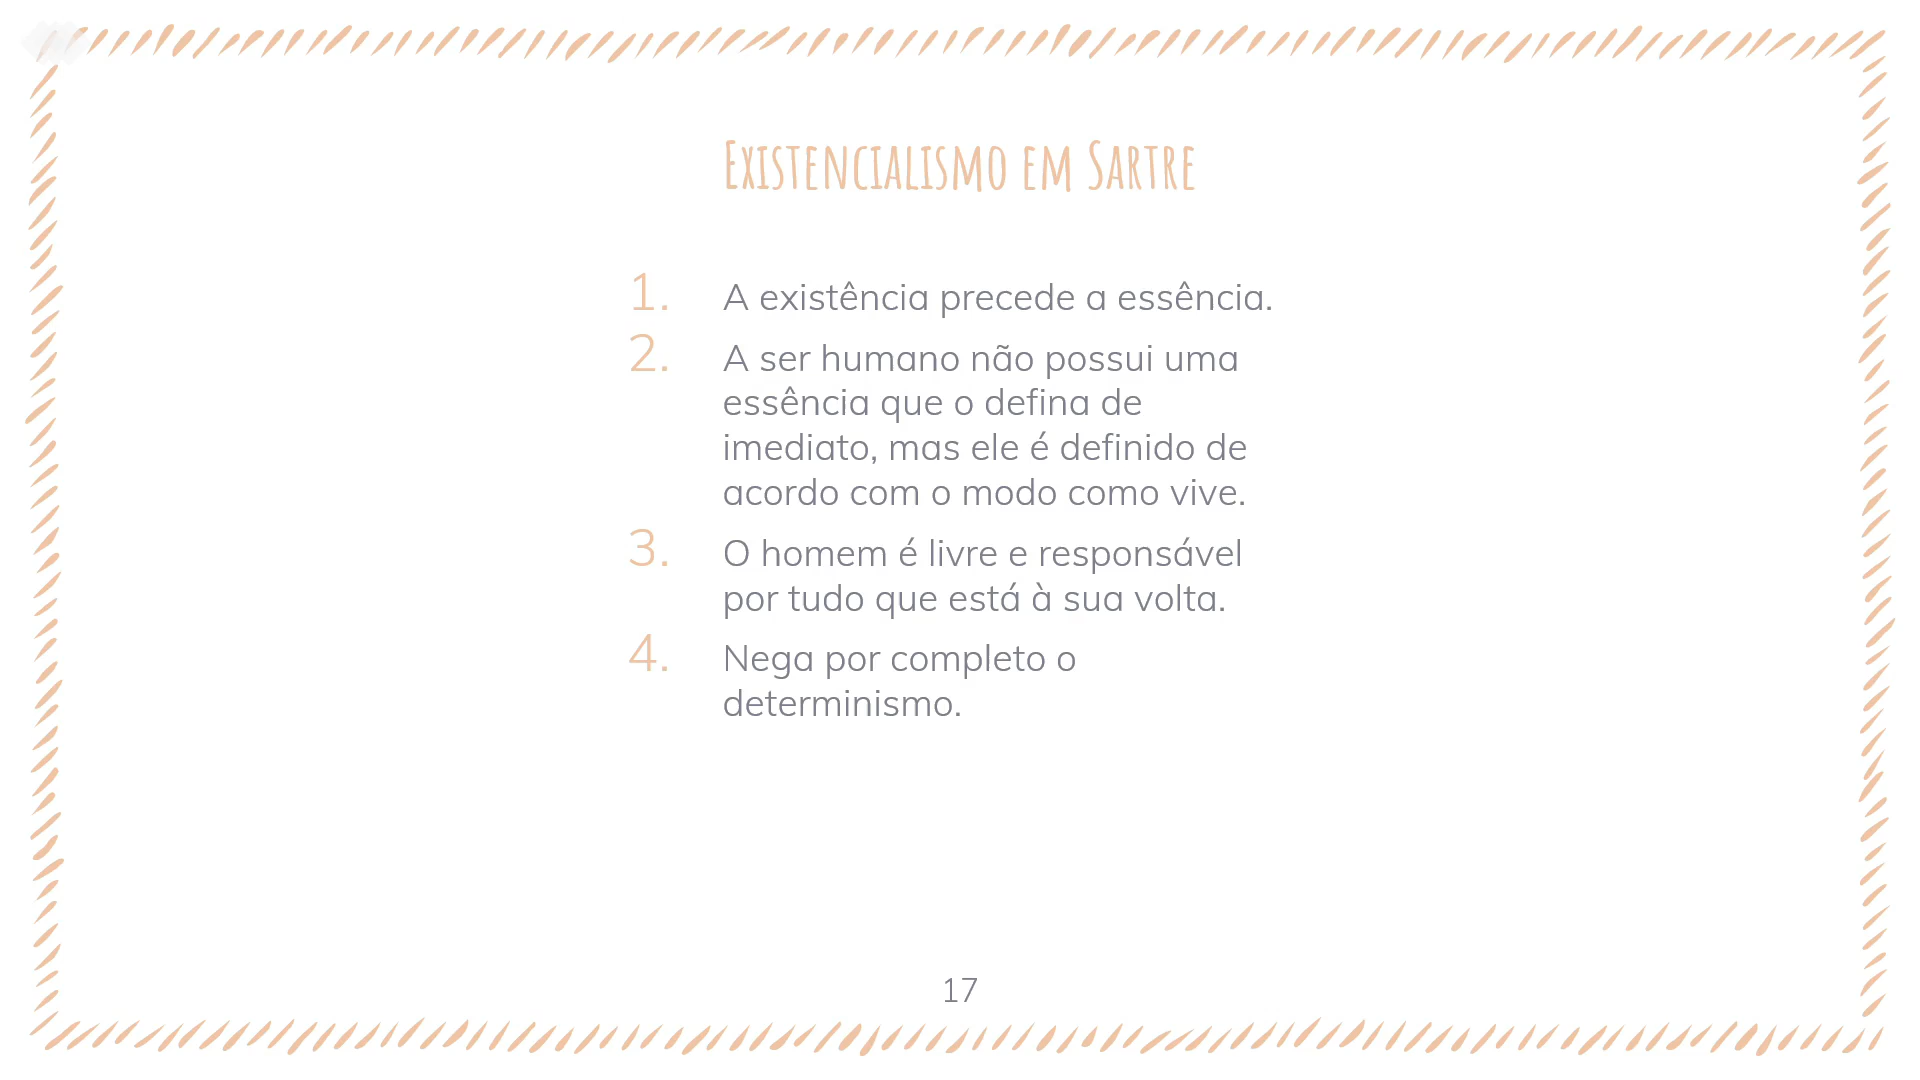 Existencialismo em Sartre
1. A existência precede a essência.
2. A ser humano não possui uma
essência que o defina de
imediato, mas ele é definido de
acordo com o modo como vive.
3. O homem é livre e responsável
por tudo que está à sua volta.
4. Nega por completo o
determinismo.
17